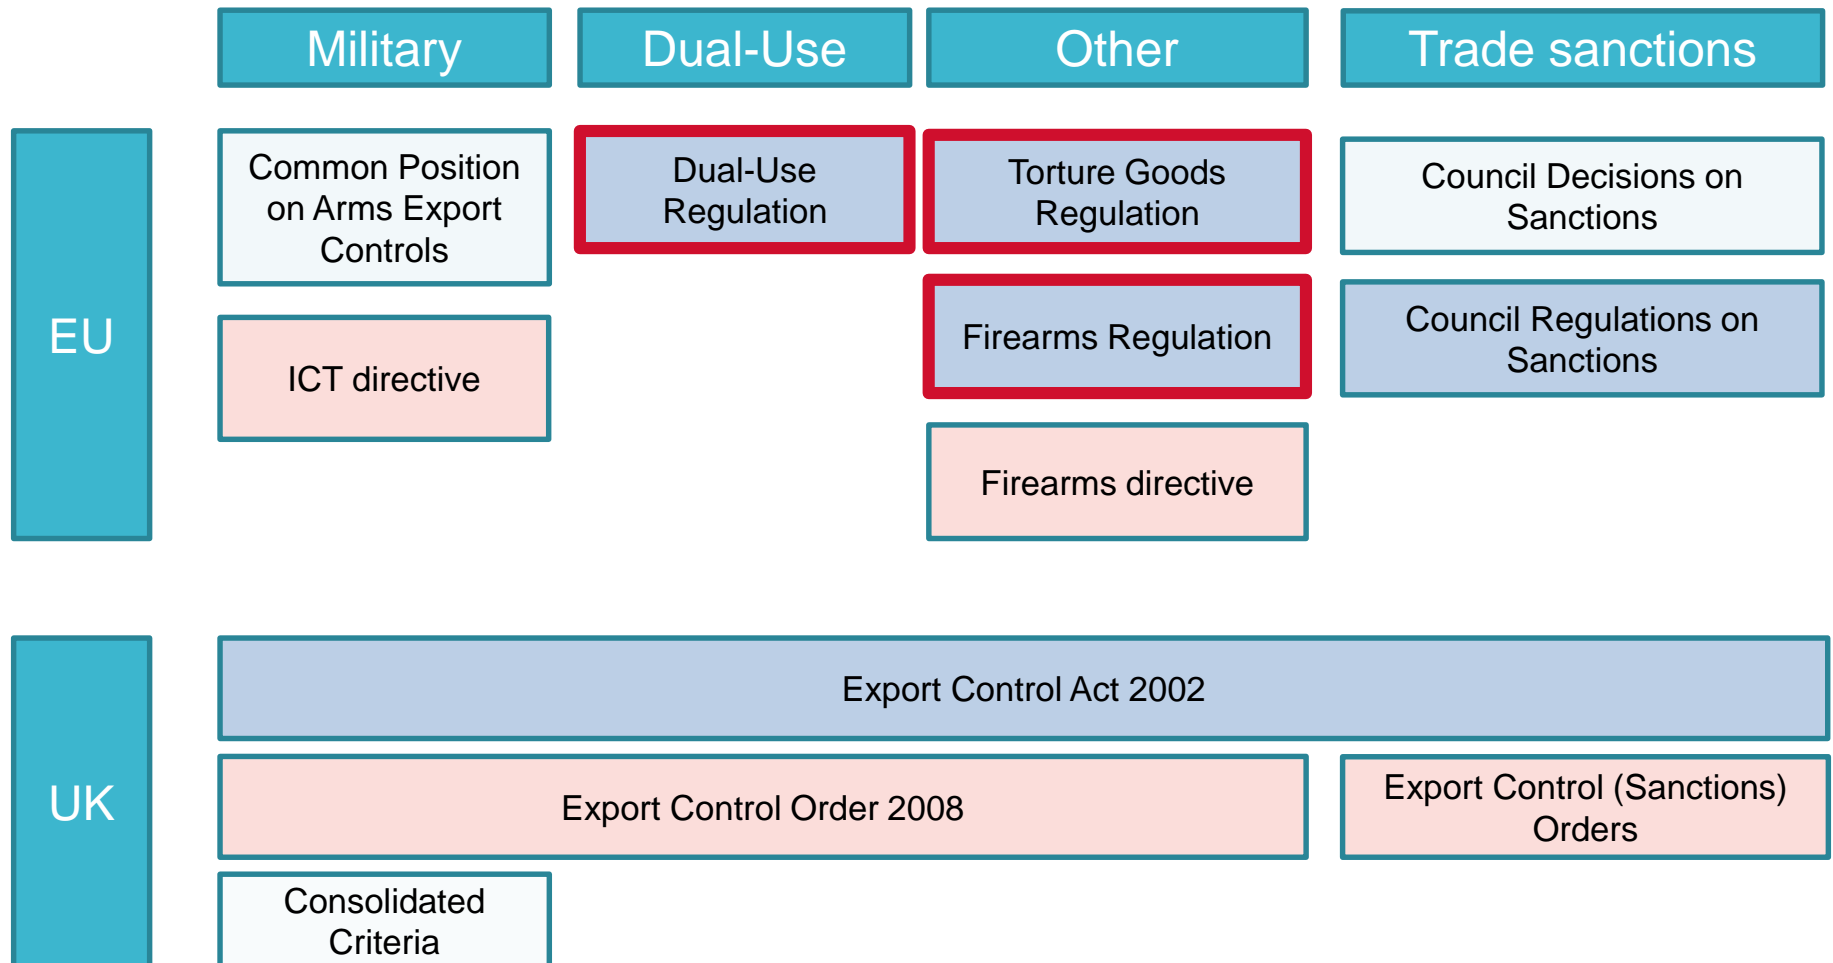 Military
Dual-Use
Other
Trade sanctions
EU
Common Position
on Arms Export
Controls
Dual-Use
Regulation
Torture Goods
Regulation
Council Decisions on
Sanctions
ICT directive
Firearms Regulation
Council Regulations on
Sanctions
Firearms directive
UK
Export Control Act 2002
Export Control Order 2008
Export Control (Sanctions)
Orders
Consolidated
Criteria